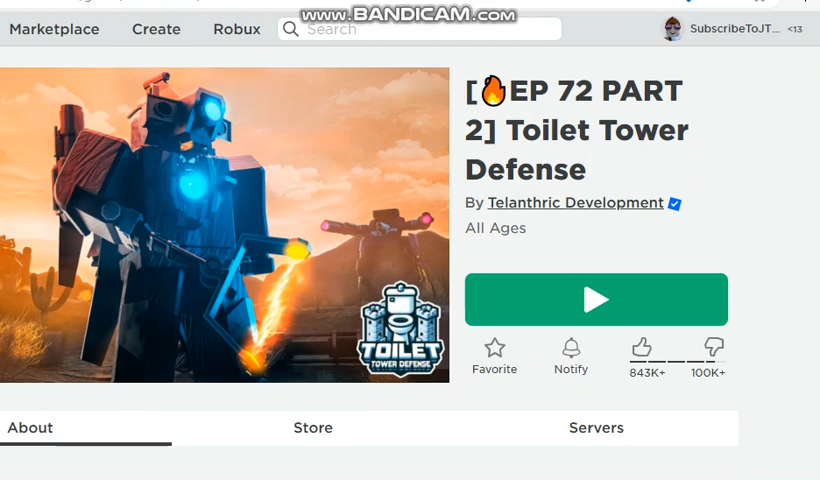 www.BANDICAM.com
Marketplace Create Robux Search SubscribeToJT... <13
[🔥EP 72 PART
2] Toilet Tower
Defense
By Telanthric Development
All Ages
TOILET
TOWER DEFENSE
Favorite Notify 843K+ 100K+
About Store Servers